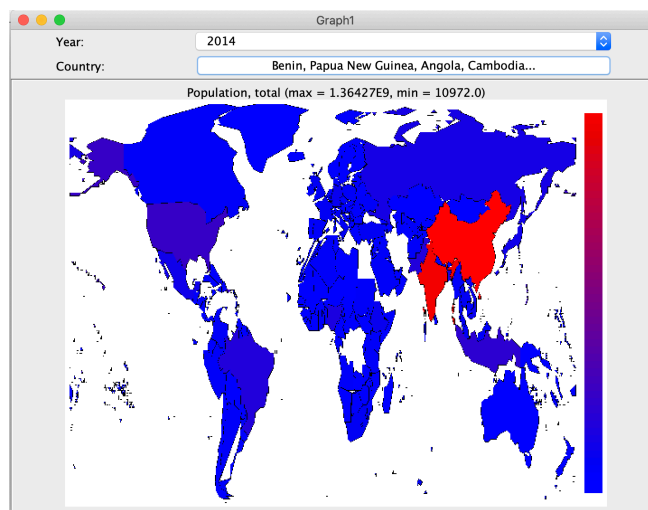 Graph1
Year:
2014
Country:
Benin, Papua New Guinea, Angola, Cambodia...
Population, total (max = 1.36427E9, min = 10972.0)